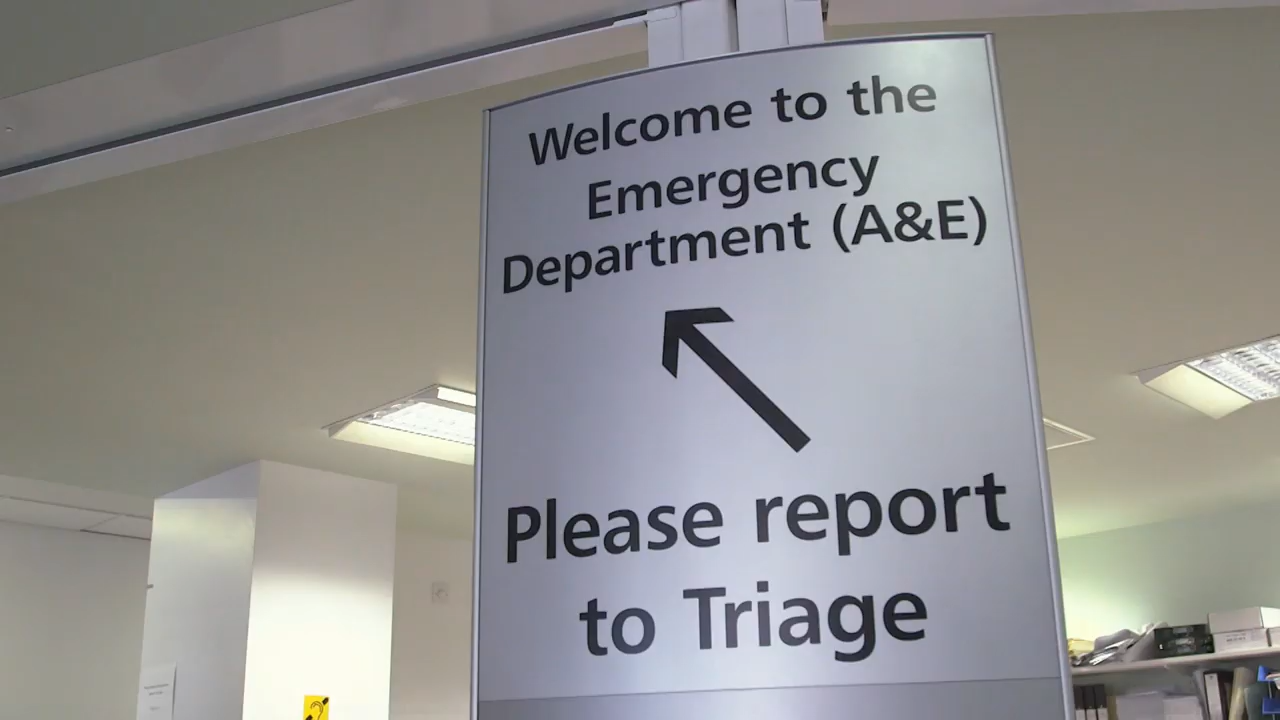 Welcome to the
Emergency
Department (A&E)
Please report
to Triage